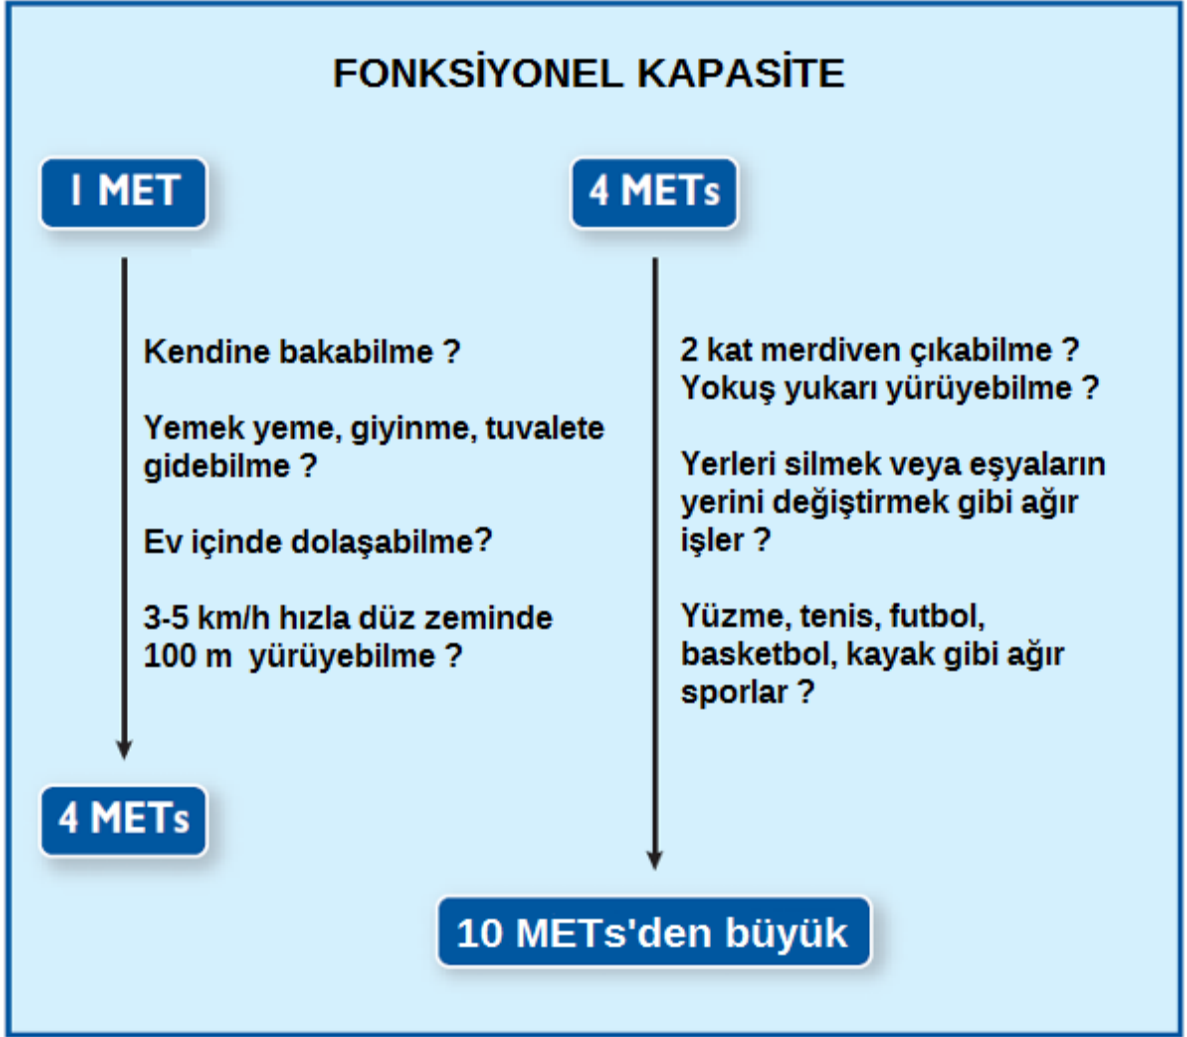 FONKSİYONEL KAPASİTE
1 MET
Kendine bakabilme ?
Yemek yeme, giyinme, tuvalete
gidebilme ?
Ev içinde dolaşabilme?
3-5 km/h hızla düz zeminde
100 m yürüyebilme ?
4 METs
4 METs
2 kat merdiven çıkabilme ?
Yokuş yukarı yürüyebilme ?
Yerleri silmek veya eşyaların
yerini değiştirmek gibi ağır
işler ?
Yüzme, tenis, futbol,
basketbol, kayak gibi ağır
sporlar ?
10 METs'den büyük